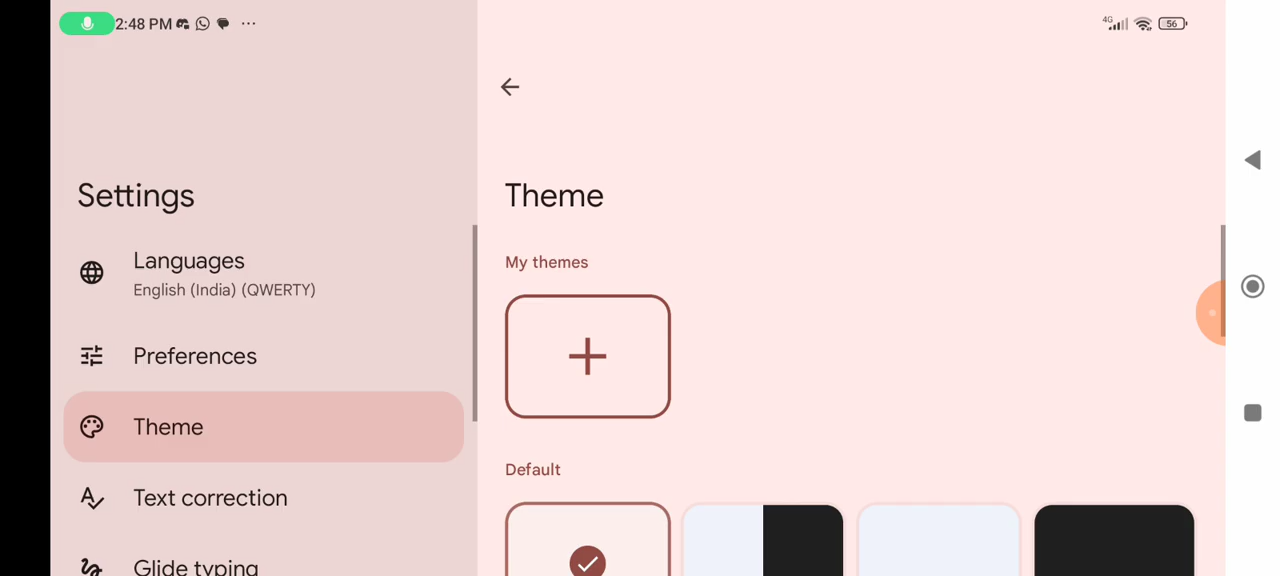 2:48 PM ...
4G 56
Settings
Languages
English (India) (QWERTY)
Preferences
Theme
Text correction
Glide typing
Theme
My themes
Default